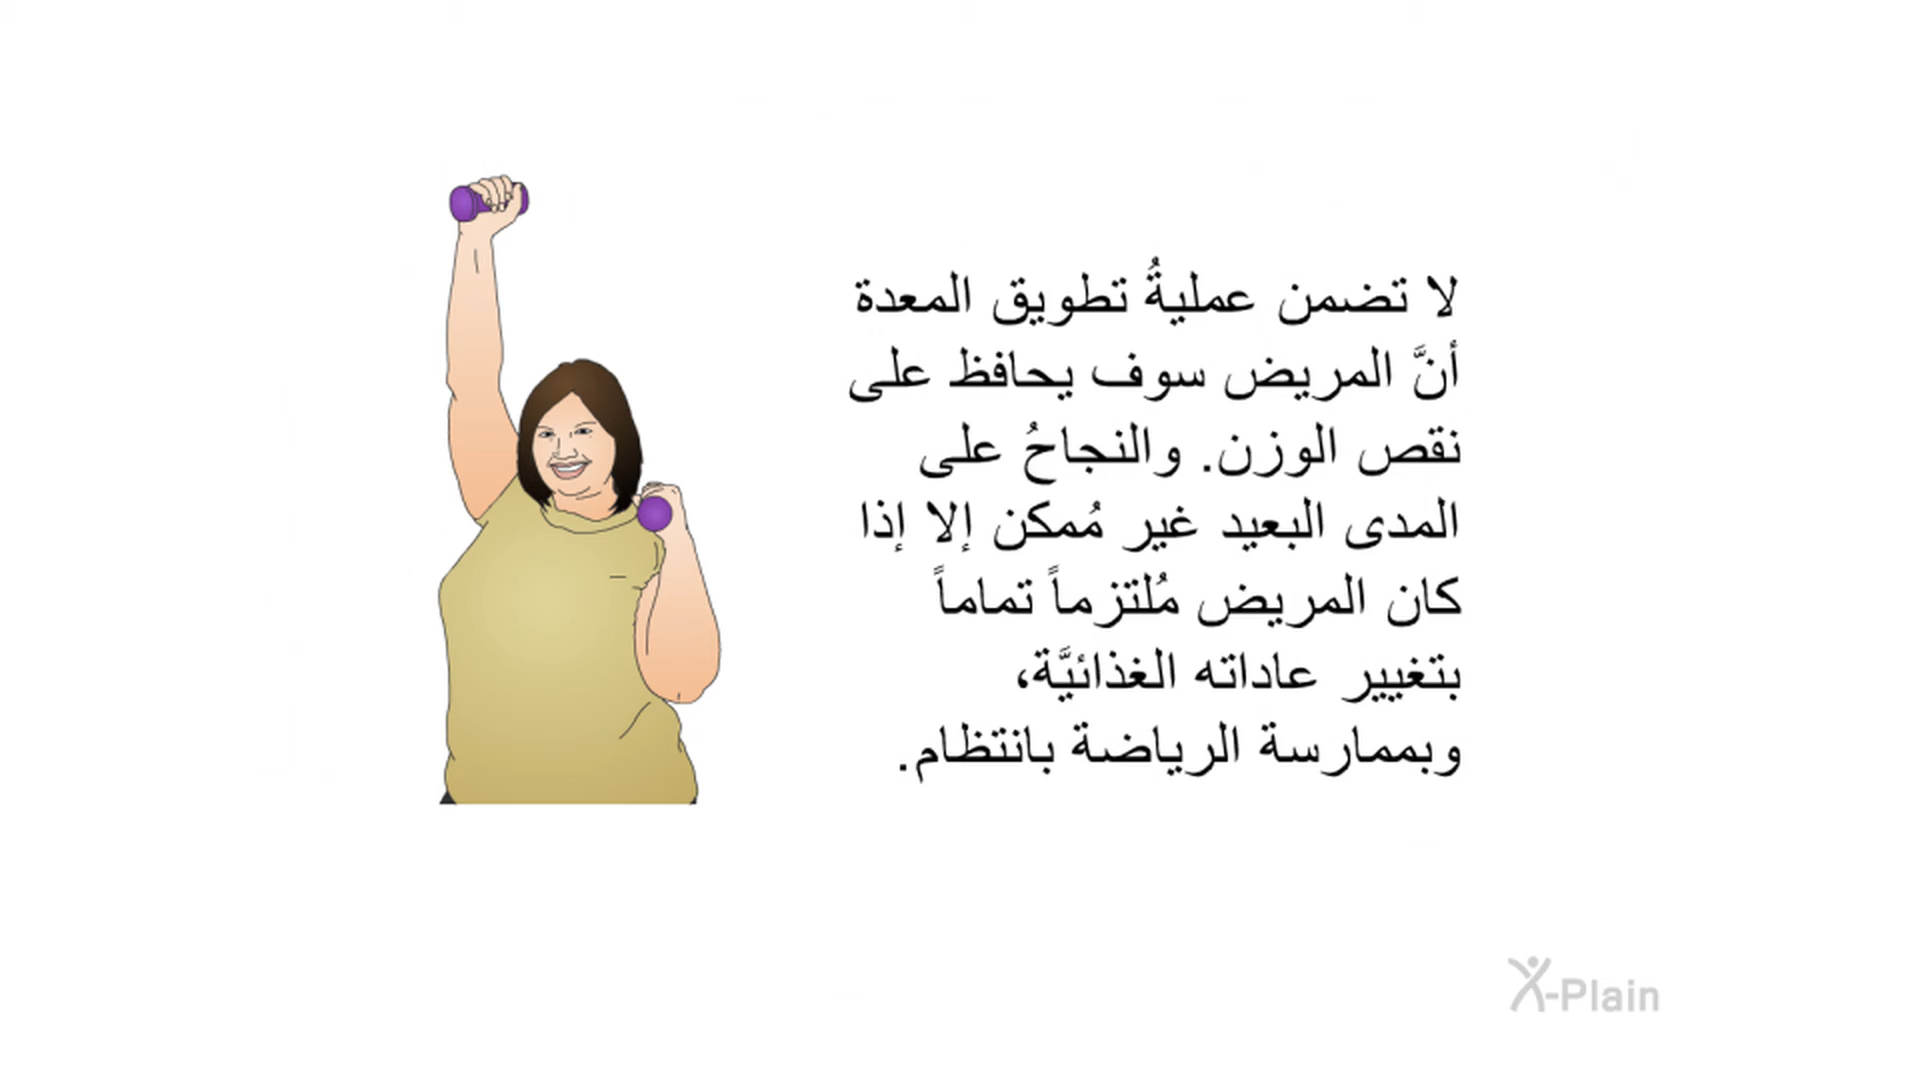 لا تضمن عمليةُ تطويق المعدة
أنَّ المريض سوف يحافظ على
نقص الوزن. والنجاحُ على
المدى البعيد غير مُمكن إلا إذا
كان المريض مُلتزماً تماماً
بتغيير عاداته الغذائيَّة،
وبممارسة الرياضة بانتظام.
X-Plain